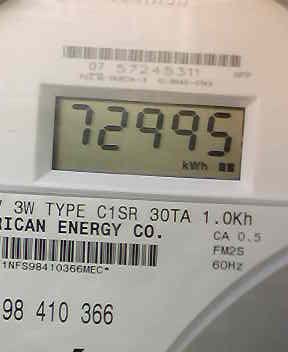 07 57245311
72995
kWh
V 3W TYPE C1SR 30TA 1.0Kh
RICAN ENERGY CO. CA 0.5
FM2S
1NFS98410366MEC* 60Hz
98 410 366